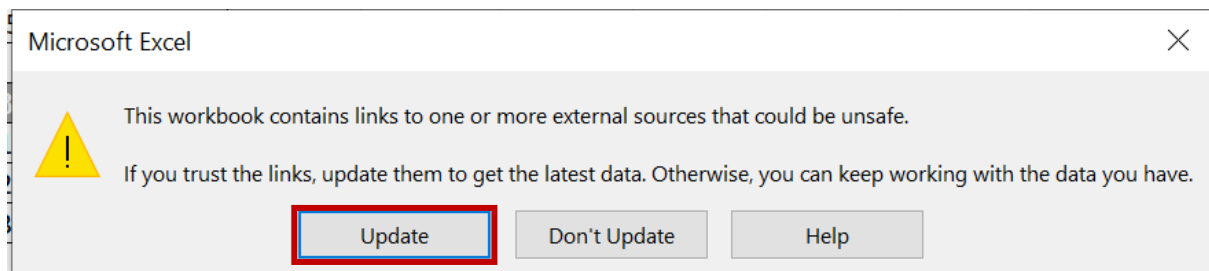 Microsoft Excel
This workbook contains links to one or more external sources that could be unsafe.
If you trust the links, update them to get the latest data. Otherwise, you can keep working with the data you have.
Update Don't Update Help